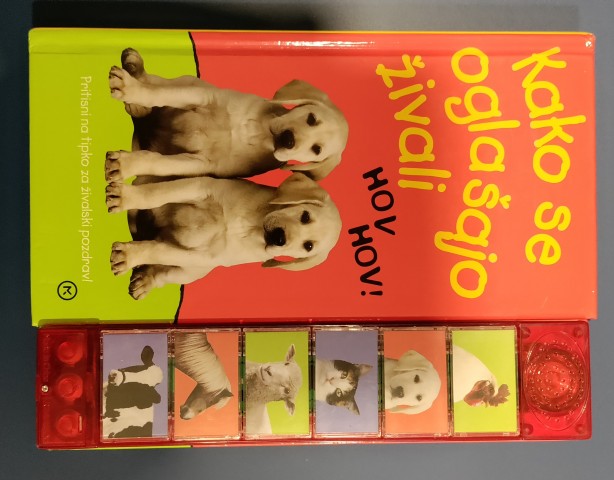 Kako se
oglašajo
živali
HOV
HOV!
Pritisni na tipko za živalski pozdrav!